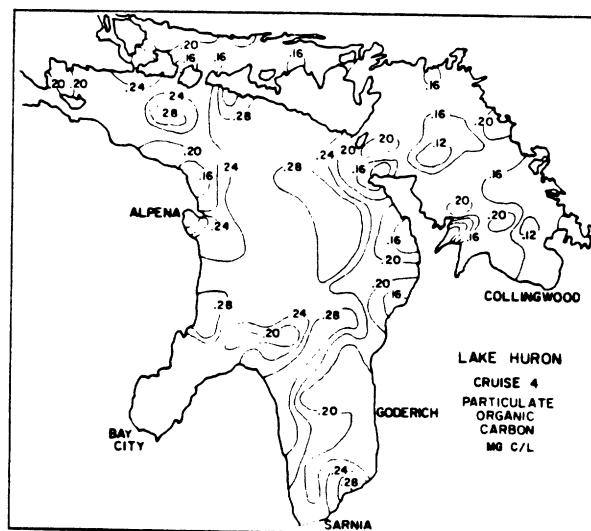 .20
.16 .16 .16
.20 .20 .24 .24
.28 .28
.20
.12
.20 .24 .20 .20
.16 .24 .28 .16 .16
ALPENA
.24
.20
.16 .20 .16 .12
.20
.16
COLLINGWOOD
.28 .24 .28
.20
LAKE HURON
CRUISE 4
PARTICULATE
ORGANIC
CARBON
MG C/L
GODERICH
.20
BAY
CITY
.24
.28
SARNIA